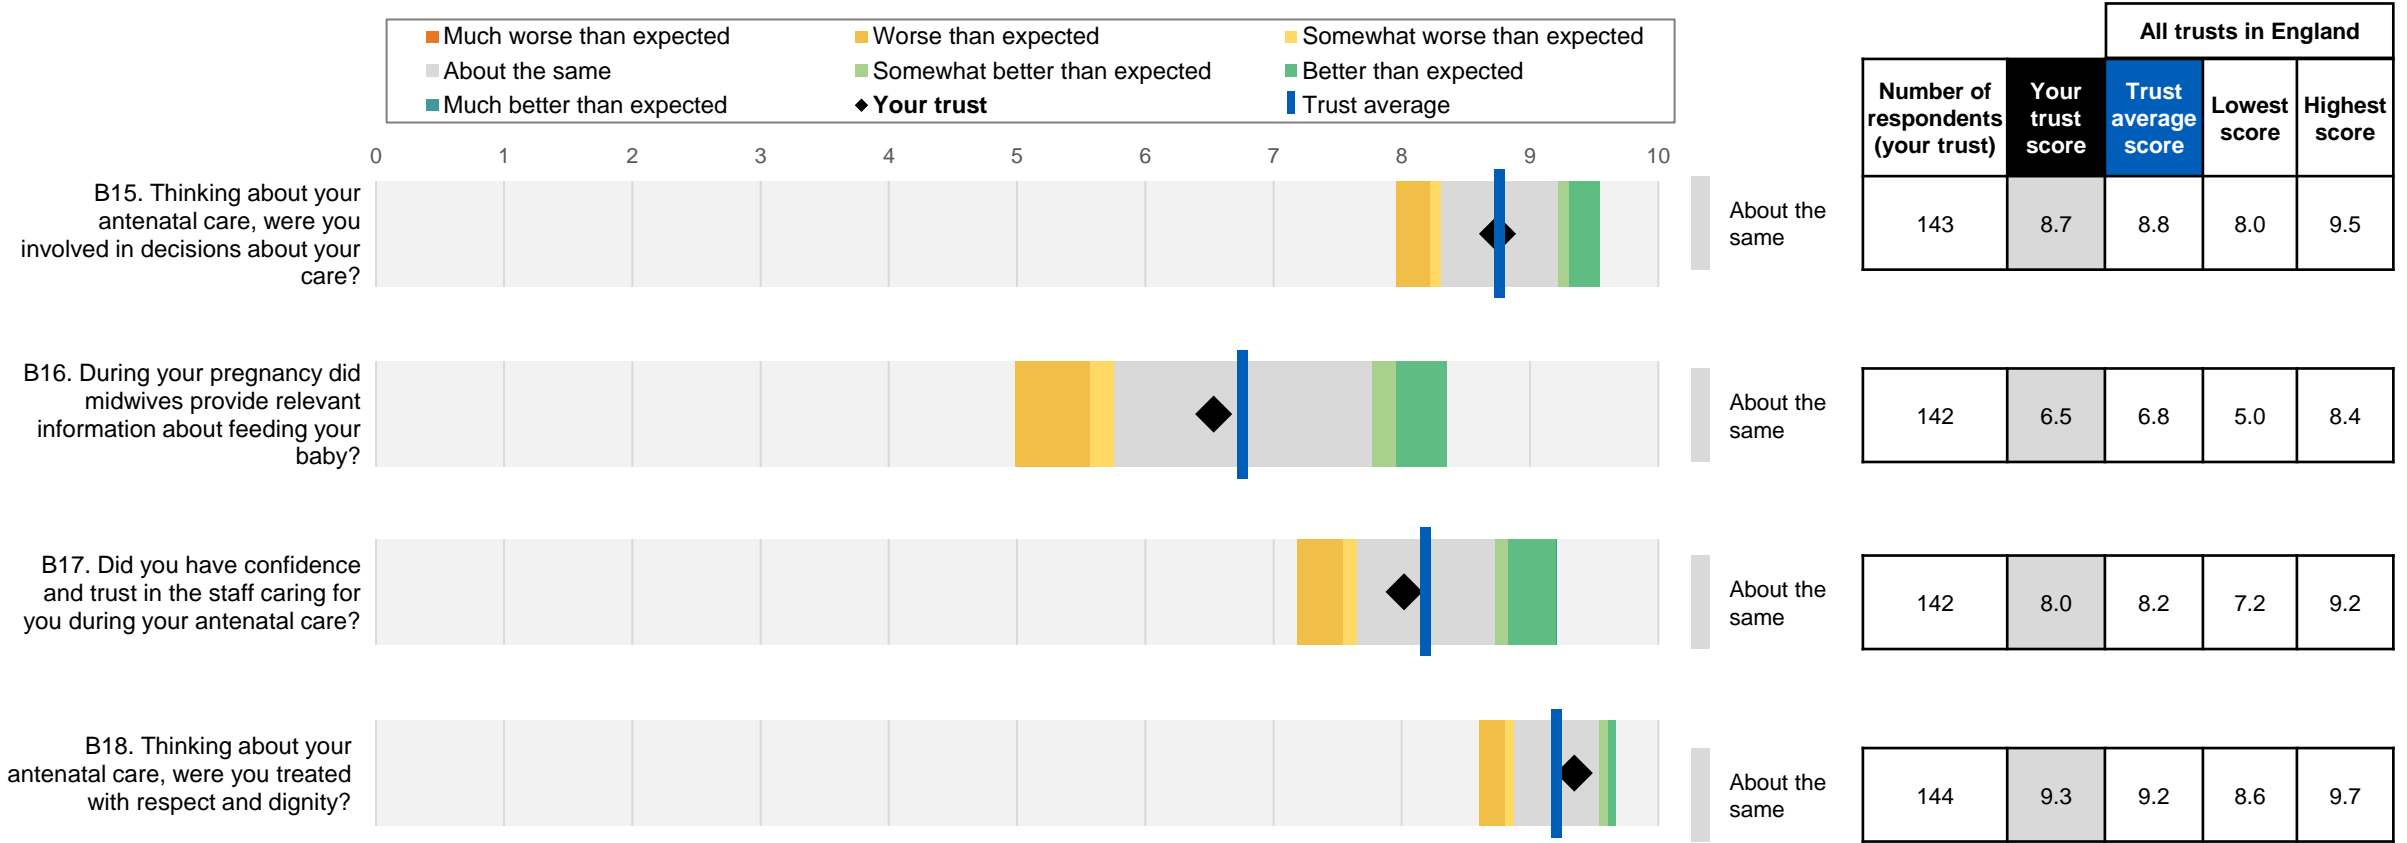 Much worse than expected
Worse than expected
Somewhat worse than expected
About the same
Somewhat better than expected
Better than expected
Much better than expected
Your trust
Trust average
All trusts in England
Number of
respondents
(your trust)
Your
trust
score
Trust
average
score
Lowest
score
Highest
score
0 1 2 3 4 5 6 7 8 9 10
B15. Thinking about your
antenatal care, were you
involved in decisions about your
care?
About the
same
143 8.7 8.8 8.0 9.5
B16. During your pregnancy did
midwives provide relevant
information about feeding your
baby?
About the
same
142 6.5 6.8 5.0 8.4
B17. Did you have confidence
and trust in the staff caring for
you during your antenatal care?
About the
same
142 8.0 8.2 7.2 9.2
B18. Thinking about your
antenatal care, were you treated
with respect and dignity?
About the
same
144 9.3 9.2 8.6 9.7